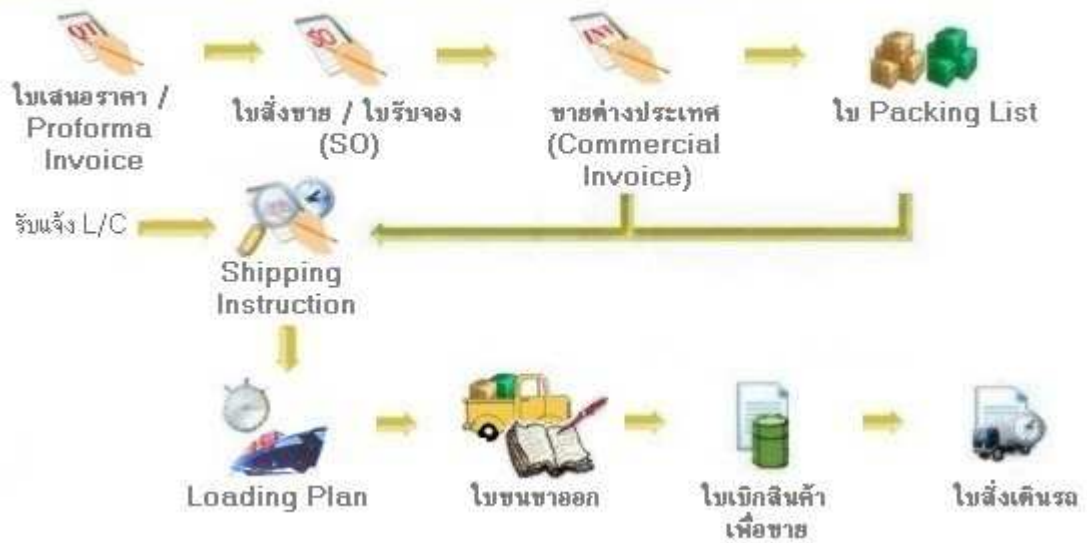 QT
SO
INV
ใบเสนอราคา /
Proforma
Invoice
ใบสั่งขาย / ใบรับจอง
(SO)
ขายต่างประเทศ
(Commercial
Invoice)
ใบ Packing List
รับแจ้ง L/C
Shipping
Instruction
Loading Plan
ใบขนขาออก
ใบเบิกสินค้า
เพื่อขาย
ใบสั่งเดินรถ